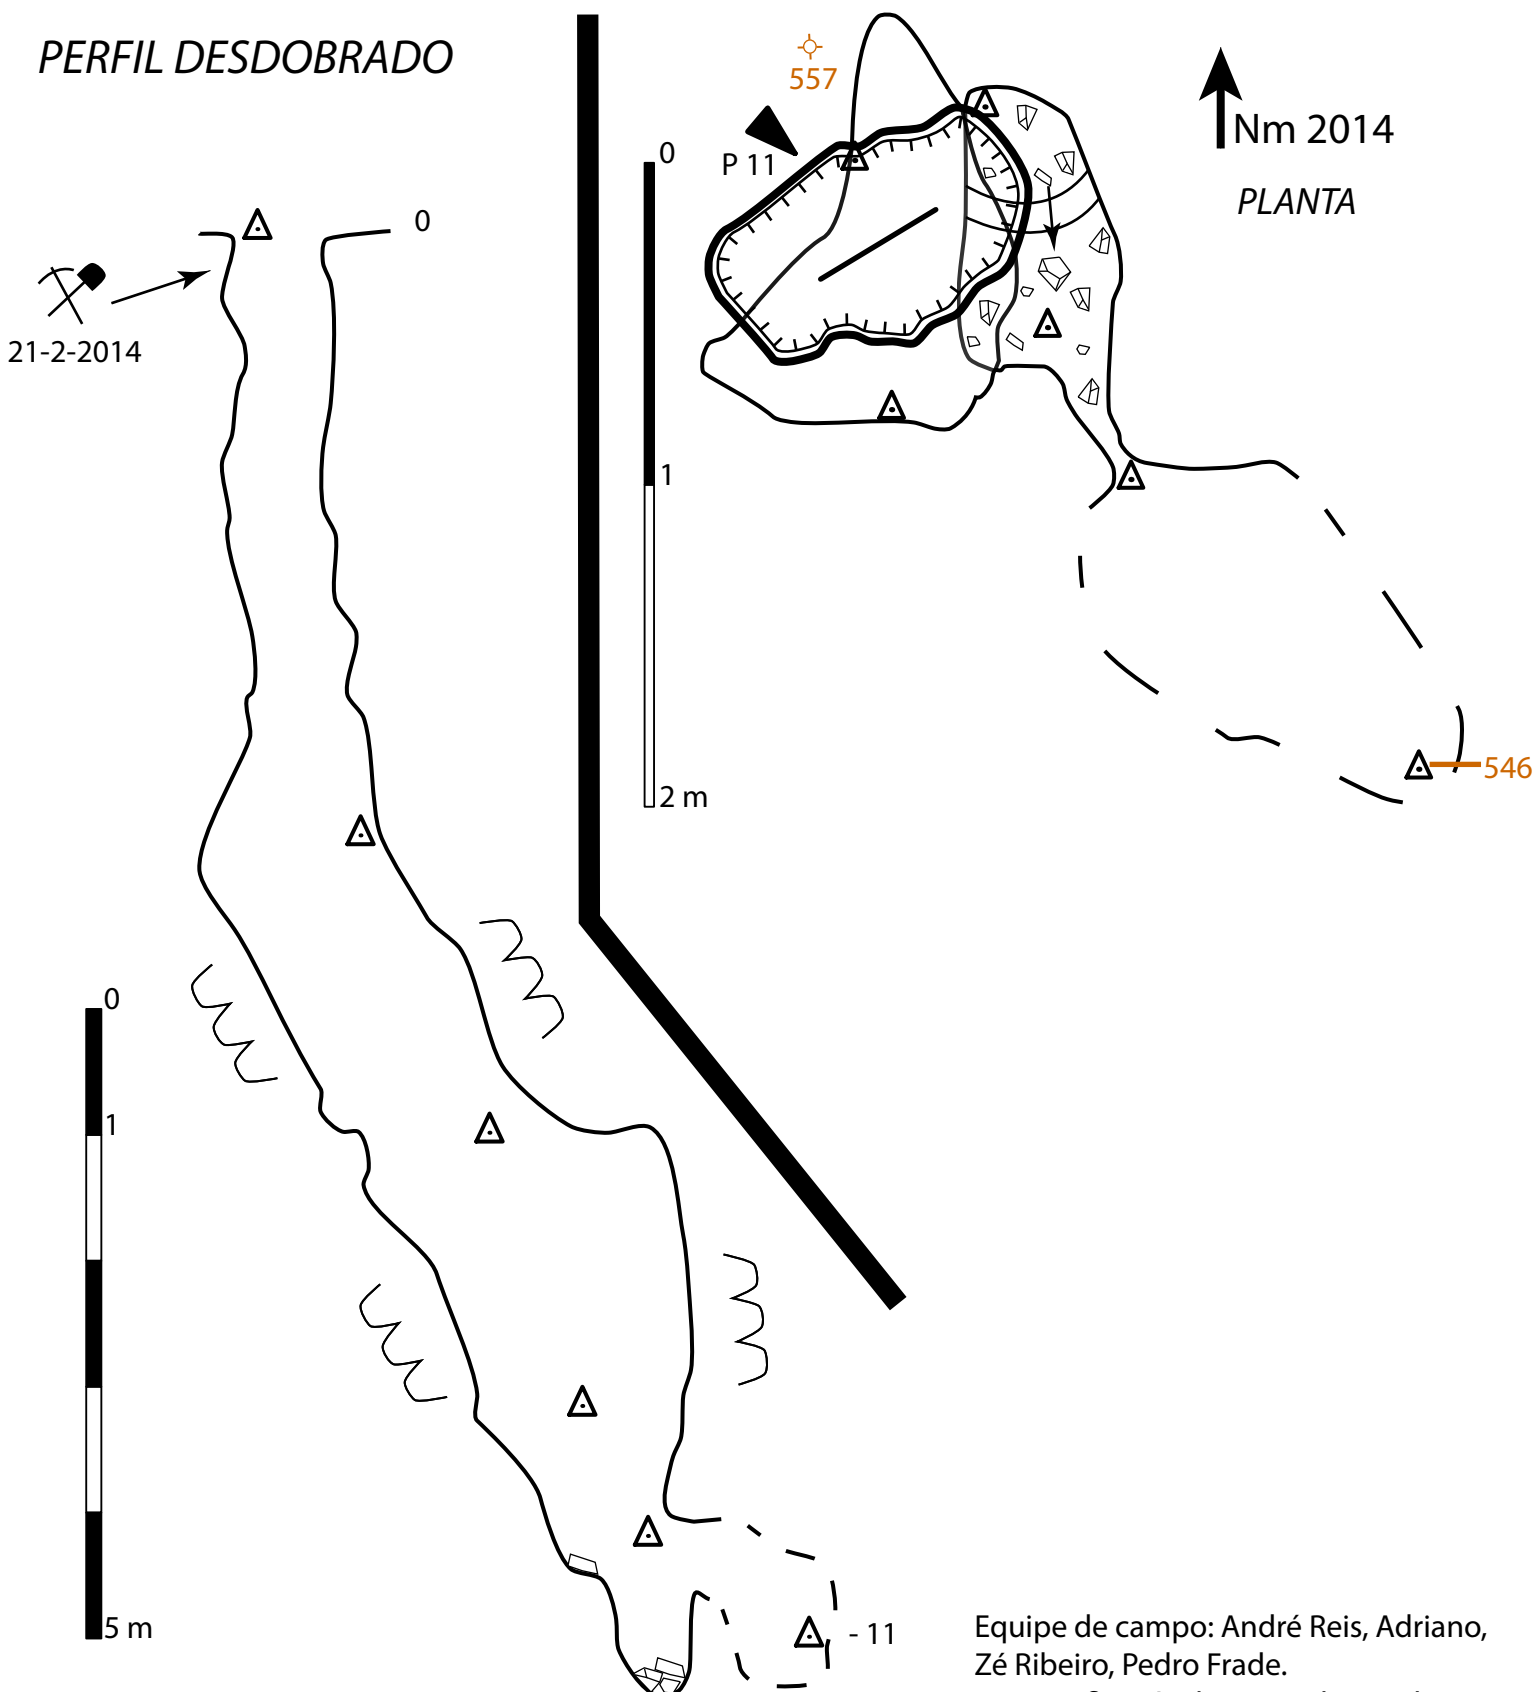 PERFIL DESDOBRADO
557
Nm 2014
PLANTA
P 11
0
1
2 m
0
21-2-2014
546
0
1
5 m
- 11
Equipe de campo: André Reis, Adriano,
Zé Ribeiro, Pedro Frade.